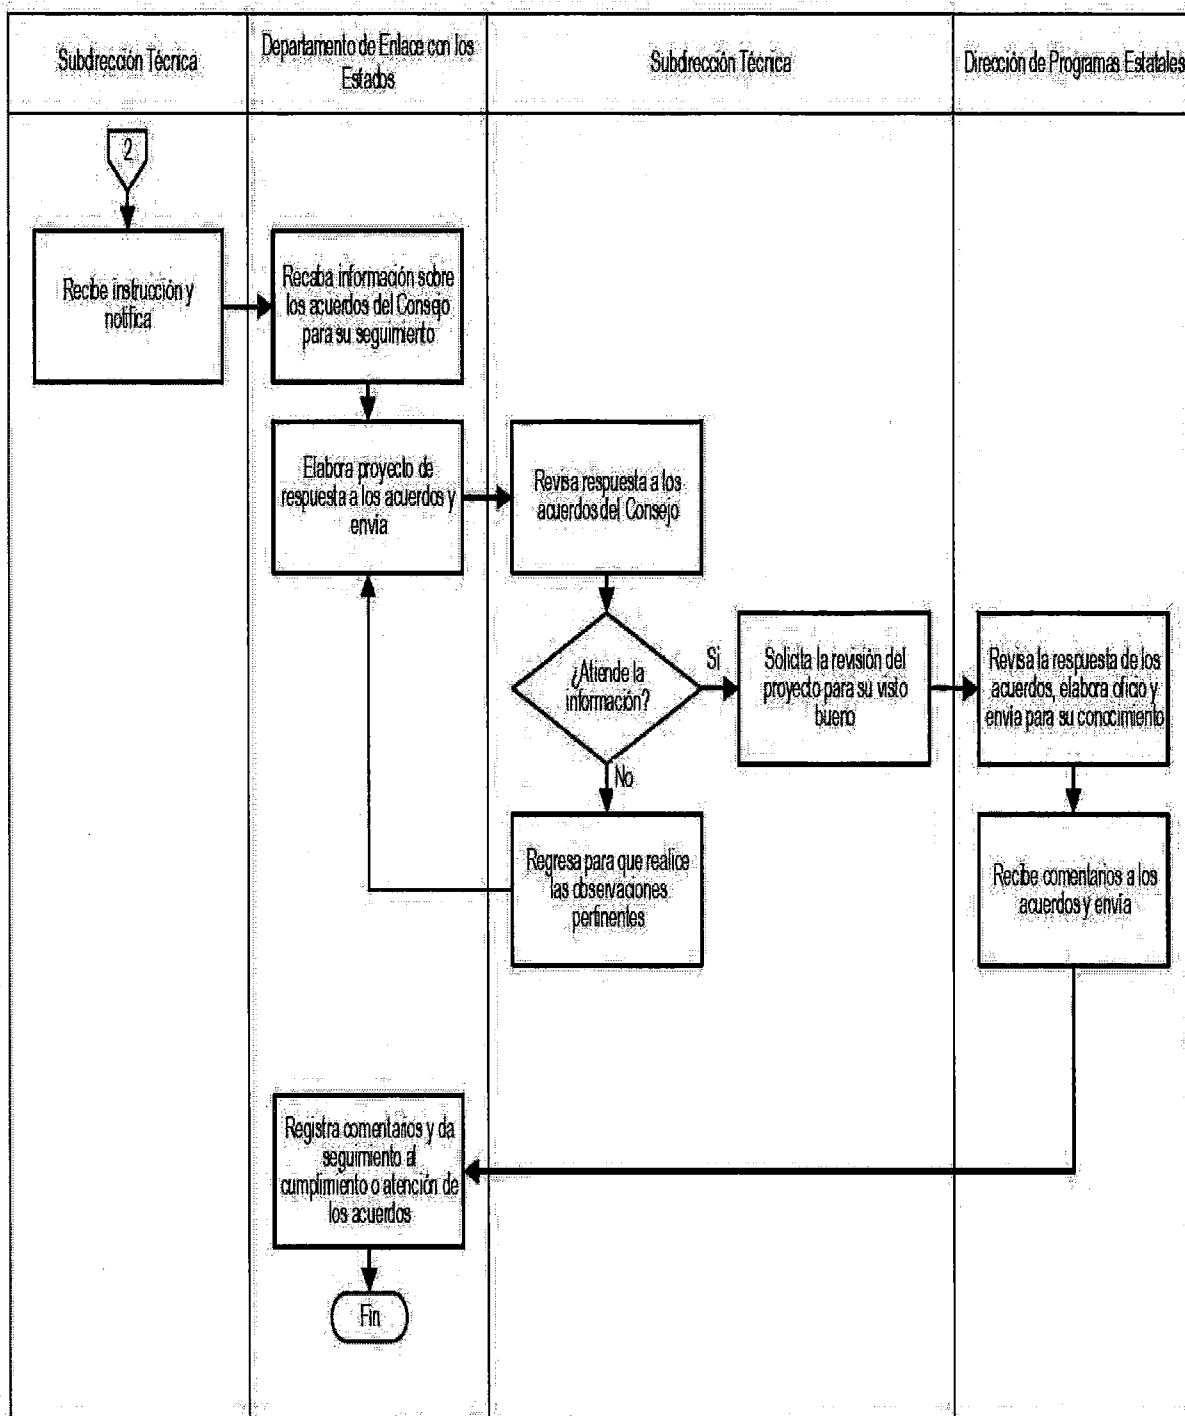 Subdirección Técnica
Departamento de Enlace con los
Estados
Subdirección Técnica
Dirección de Programas Estatales
2
Recibe instrucción y
notifica
Recaba información sobre
los acuerdos del Consejo
para su seguimiento
Elabora proyecto de
respuesta a los acuerdos y
envía
Revisa respuesta a los
acuerdos del Consejo
¿Atiende la
información?
Si
No
Solicita la revisión del
proyecto para su visto
bueno
Revisa la respuesta de los
acuerdos, elabora oficio y
envía para su conocimiento
Regresa para que realice
las observaciones
pertinentes
Recibe comentarios a los
acuerdos y envía
Registra comentarios y da
seguimiento al
cumplimiento o atención de
los acuerdos
Fin